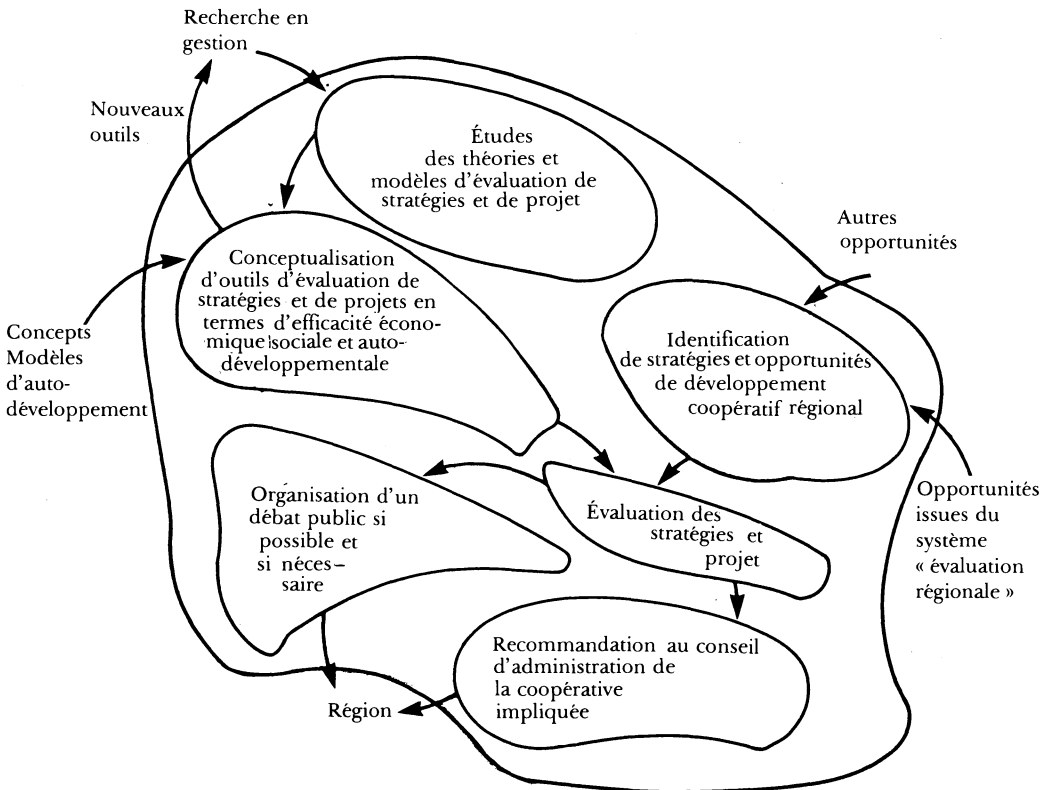 Recherche en
gestion
Nouveaux
outils
Études
des théories et
modèles d'évaluation de
stratégies et de projet
Autres
opportunités
Conceptualisation
d'outils d'évaluation de
stratégies et de projets en
termes d'efficacité écono-
mique sociale et auto-
développementale
Concepts
Modèles
d'auto-
développement
Identification
de stratégies et opportunités
de développement
coopératif régional
Organisation d'un
débat public si
possible et
si néces-
saire
Évaluation des
stratégies et
projet
Opportunités
issues du
système
« évaluation
régionale »
Recommandation au conseil
d'administration de
la coopérative
impliquée
Région